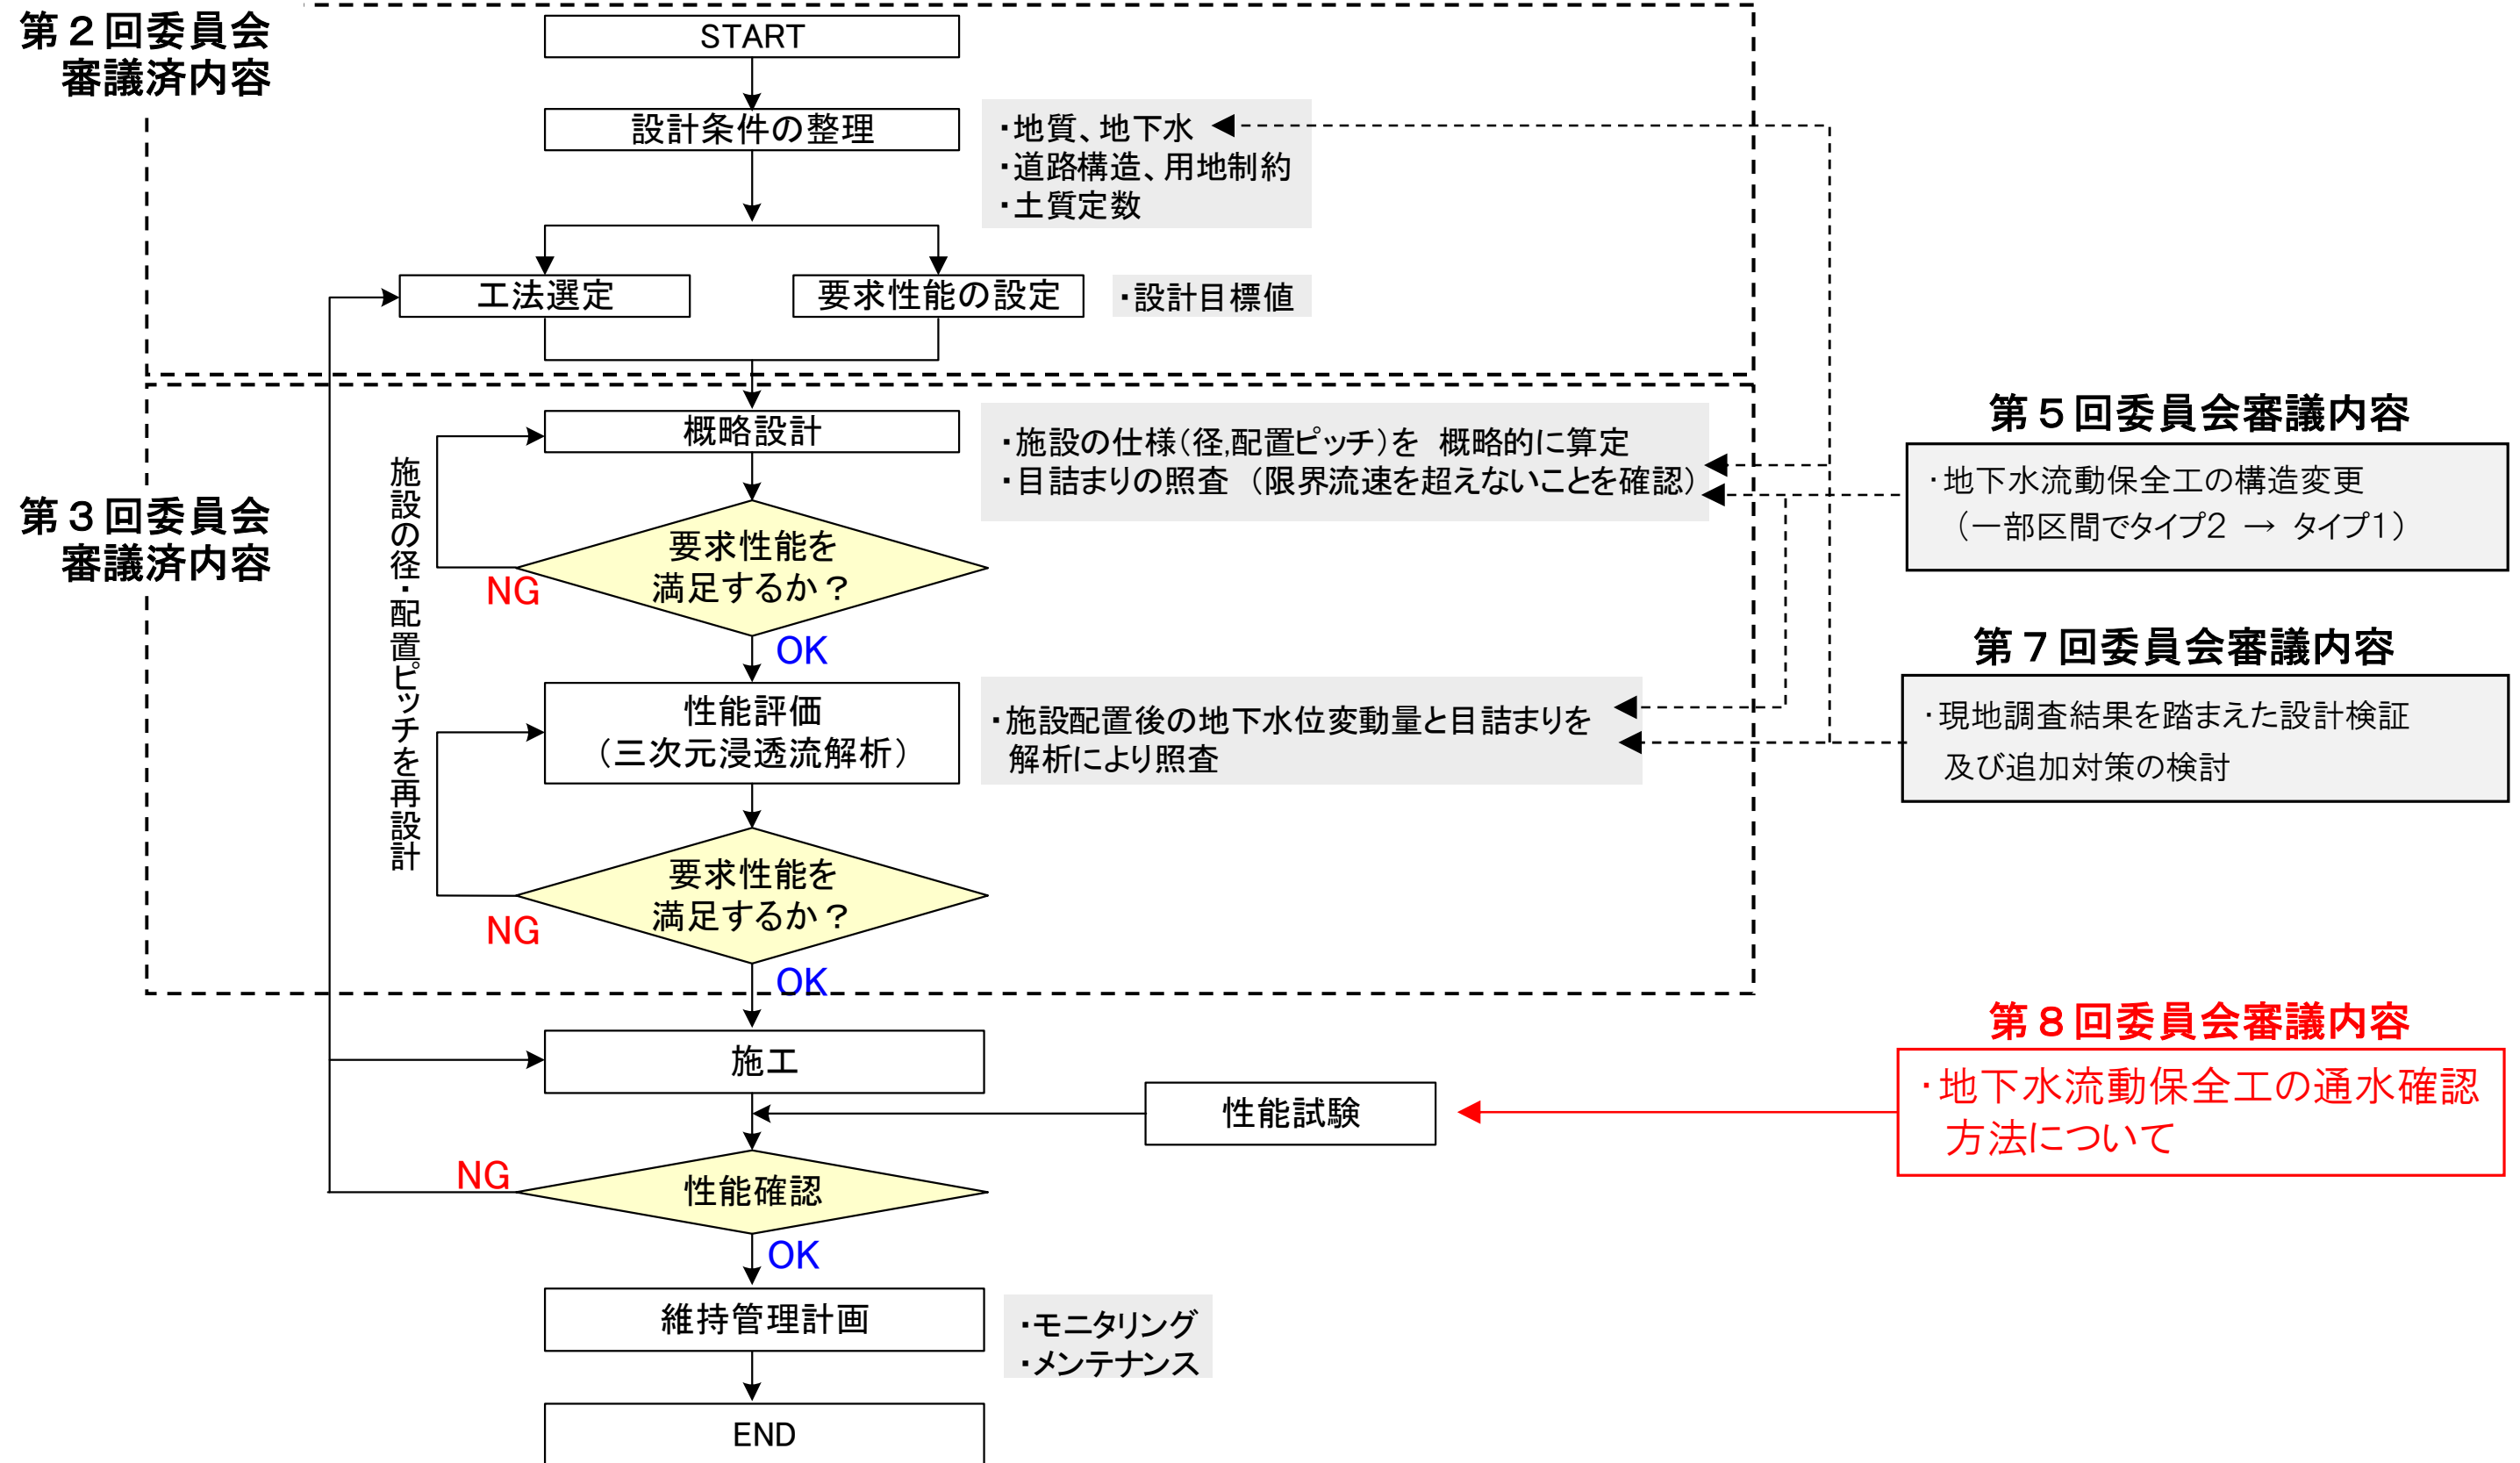 第２回委員会
審議済内容
START
設計条件の整理
・地質、地下水
・道路構造、用地制約
・土質定数
工法選定
要求性能の設定
・設計目標値
第３回委員会
審議済内容
概略設計
・施設の仕様（径,配置ピッチ）を　概略的に算定
・目詰まりの照査　（限界流速を超えないことを確認）
施設の径・配置ピッチを再設計
要求性能を
満足するか？
NG
OK
性能評価
（三次元浸透流解析）
・施設配置後の地下水位変動量と目詰まりを
解析により照査
要求性能を
満足するか？
NG
OK
第５回委員会審議内容
・地下水流動保全工の構造変更
（一部区間でタイプ2　→　タイプ1）
第７回委員会審議内容
・現地調査結果を踏まえた設計検証
及び追加対策の検討
施工
性能試験
第８回委員会審議内容
・地下水流動保全工の通水確認
方法について
性能確認
NG
OK
維持管理計画
・モニタリング
・メンテナンス
END